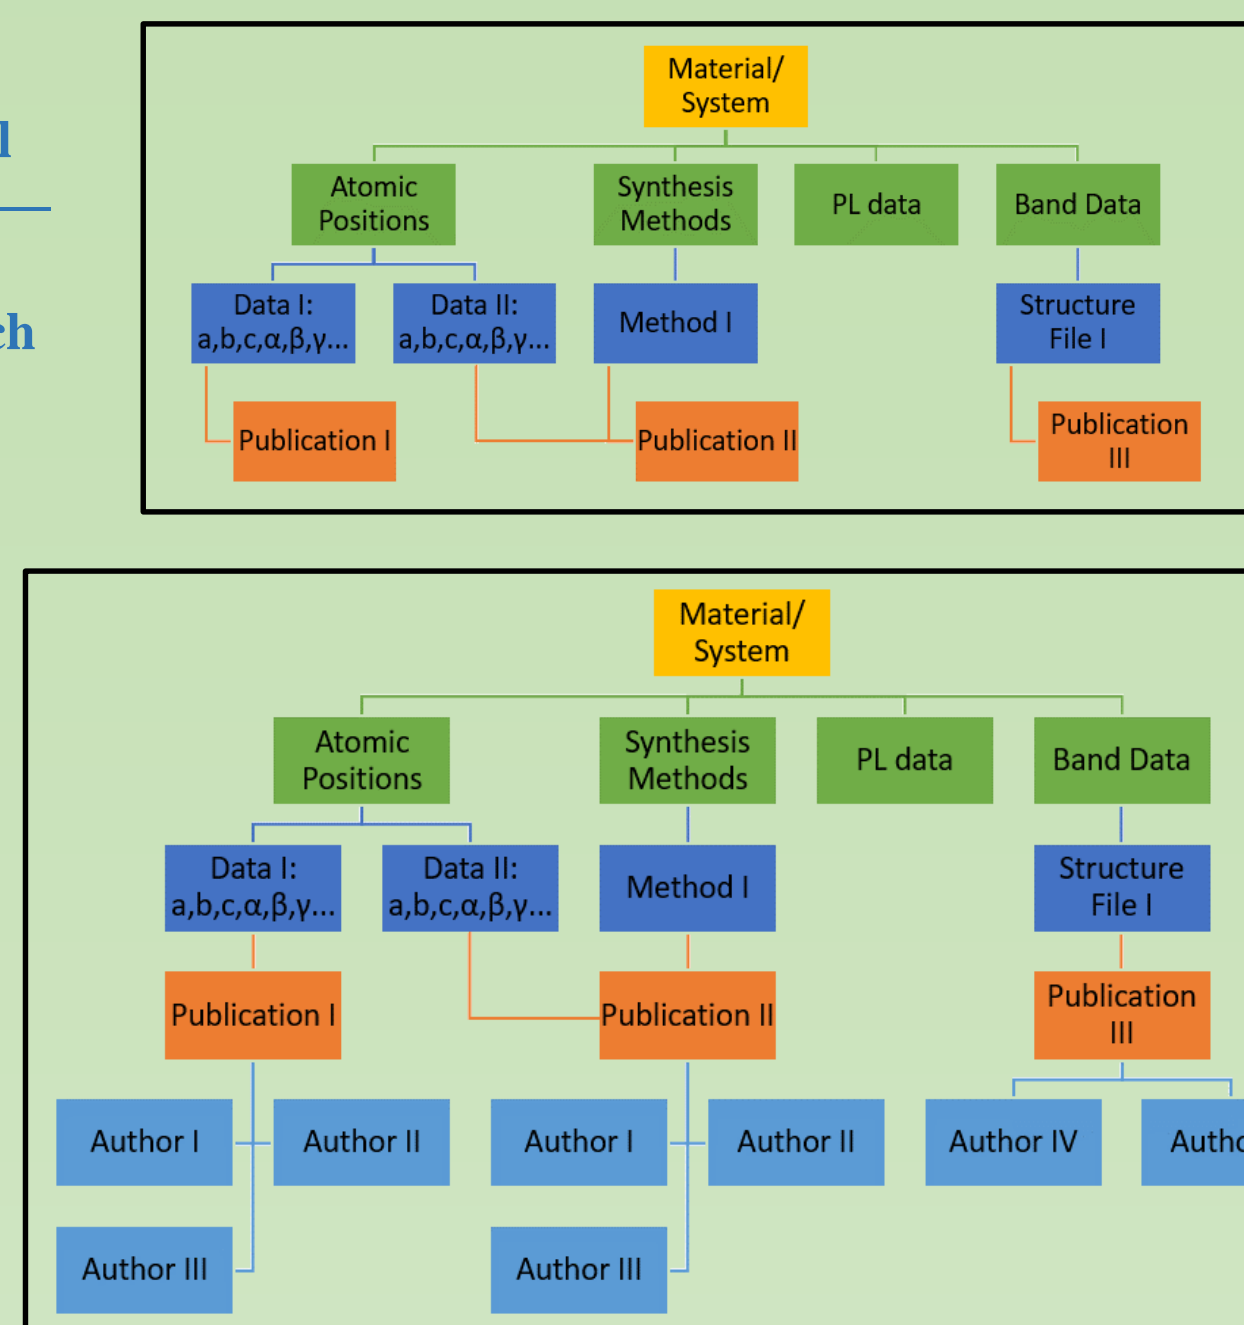 Material/
System
Atomic
Positions
Synthesis
Methods
PL data
Band Data
Data I:
a,b,c,α,β,γ...
Data II:
a,b,c,α,β,γ...
Method I
Structure
File I
Publication I
Publication II
Publication
III
Material/
System
Atomic
Positions
Synthesis
Methods
PL data
Band Data
Data I:
a,b,c,α,β,γ...
Data II:
a,b,c,α,β,γ...
Method I
Structure
File I
Publication I
Publication II
Publication
III
Author I
Author II
Author I
Author II
Author IV
Author III
Author III